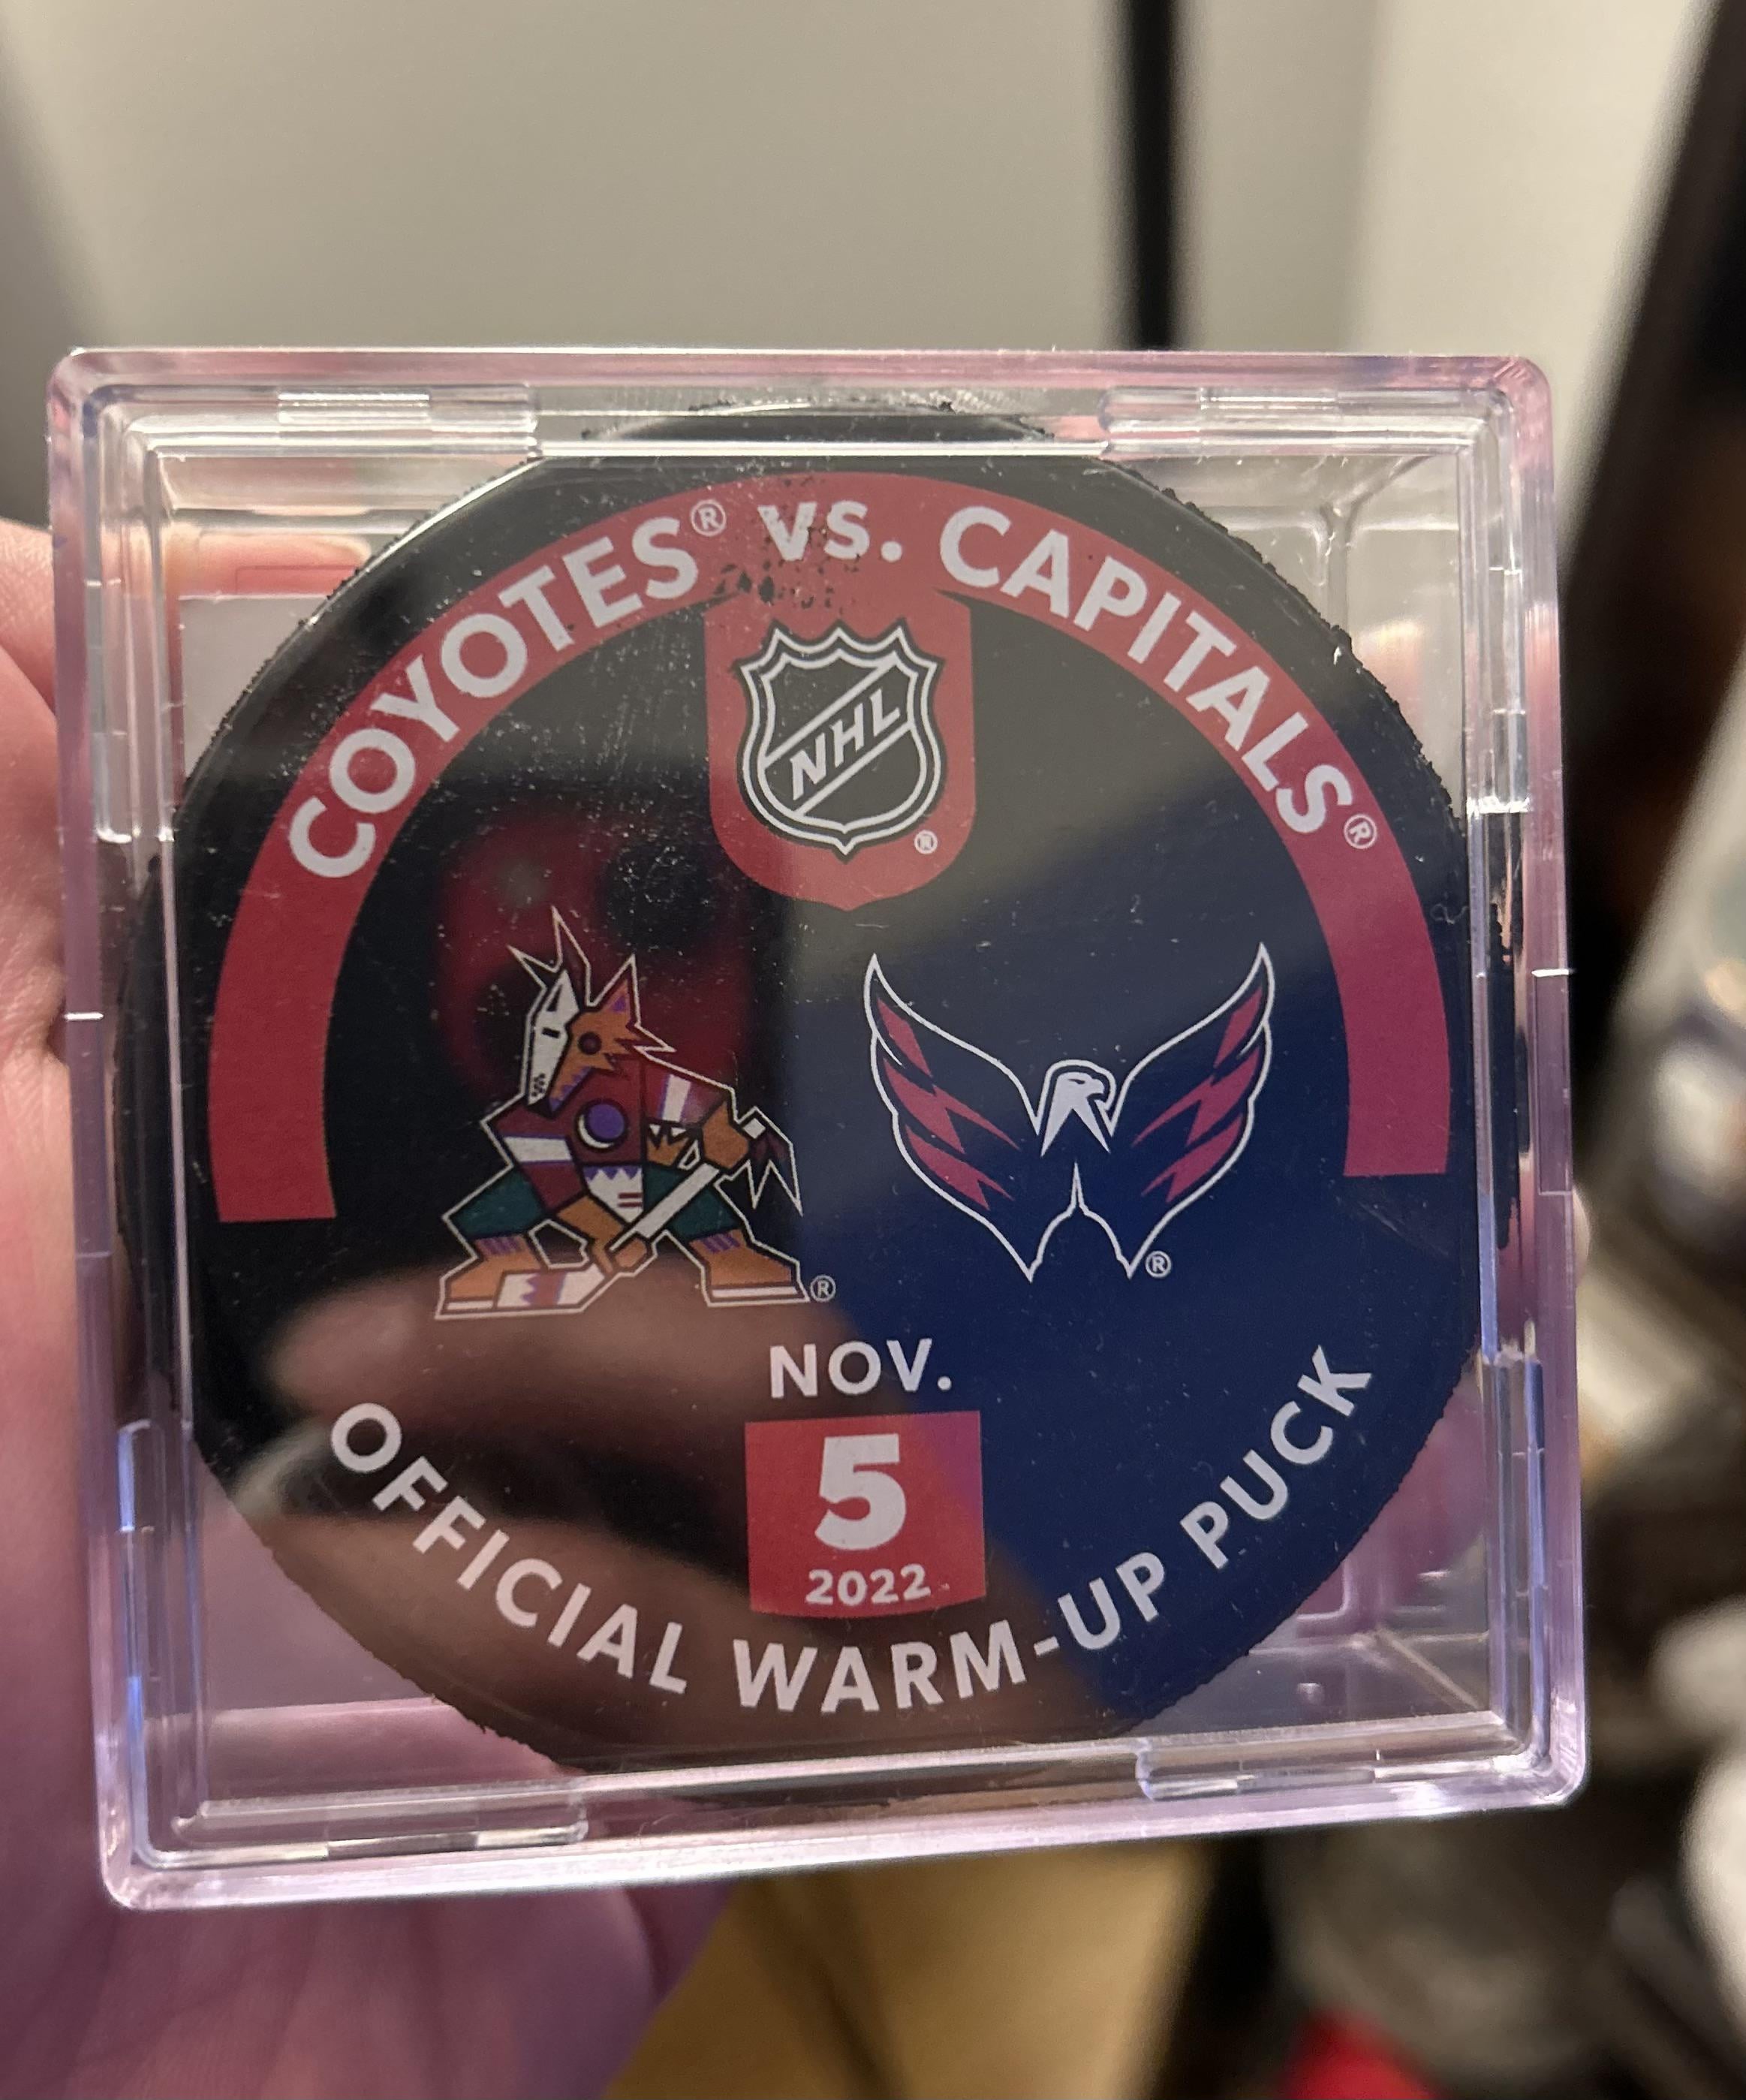 COYOTES® VS. CAPITALS®
NHL
®
®
®
NOV.
5
2022
OFFICIAL WARM-UP PUCK